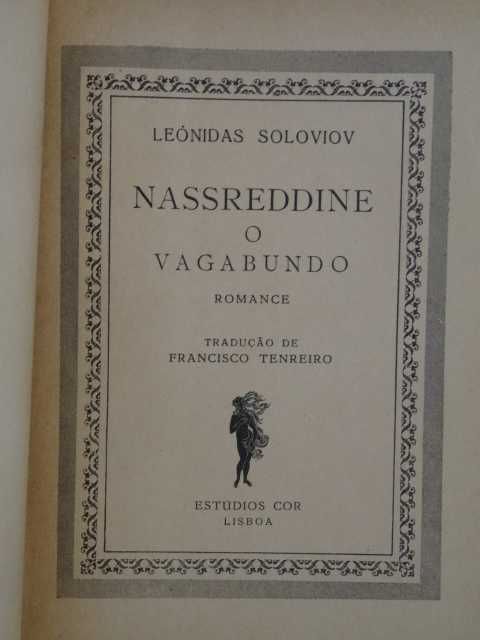 LEÓNIDAS SOLOVIOV
NASSREDDINE
O
VAGABUNDO
ROMANCE
TRADUÇÃO DE
FRANCISCO TENREIRO
ESTÚDIOS COR
LISBOA